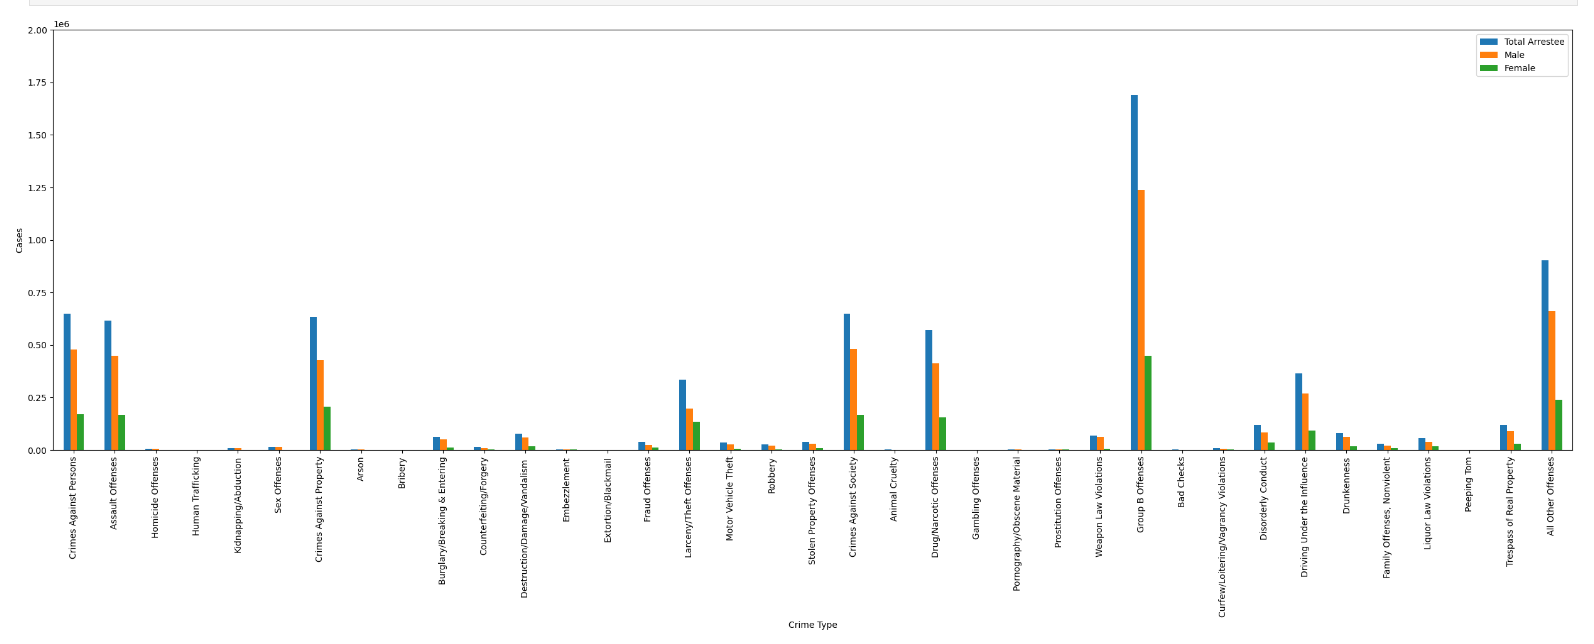 1e6
2.00
1.75
1.50
1.25
1.00
0.75
0.50
0.25
0.00
Cases
Total Arrestee
Male
Female
Crimes Against Persons
Assault Offenses
Homicide Offenses
Human Trafficking
Kidnapping/Abduction
Sex Offenses
Crimes Against Property
Arson
Bribery
Burglary/Breaking & Entering
Counterfeiting/Forgery
Destruction/Damage/Vandalism
Embezzlement
Extortion/Blackmail
Fraud Offenses
Larceny/Theft Offenses
Motor Vehicle Theft
Robbery
Stolen Property Offenses
Crimes Against Society
Animal Cruelty
Drug/Narcotic Offenses
Gambling Offenses
Pornography/Obscene Material
Prostitution Offenses
Weapon Law Violations
Group B Offenses
Bad Checks
Curfew/Loitering/Vagrancy Violations
Disorderly Conduct
Driving Under the Influence
Drunkenness
Family Offenses, Nonviolent
Liquor Law Violations
Peeping Tom
Trespass of Real Property
All Other Offenses
Crime Type